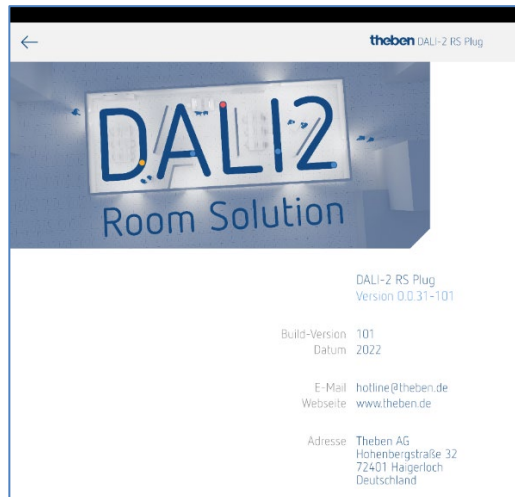 theben DALI-2 RS Plug
DALI2
Room Solution
DALI-2 RS Plug
Version 0.0.31-101
Build-Version 101
Datum 2022
E-Mail hotline@theben.de
Webseite www.theben.de
Adresse Theben AG
Hohenbergstraße 32
72401 Haigerloch
Deutschland